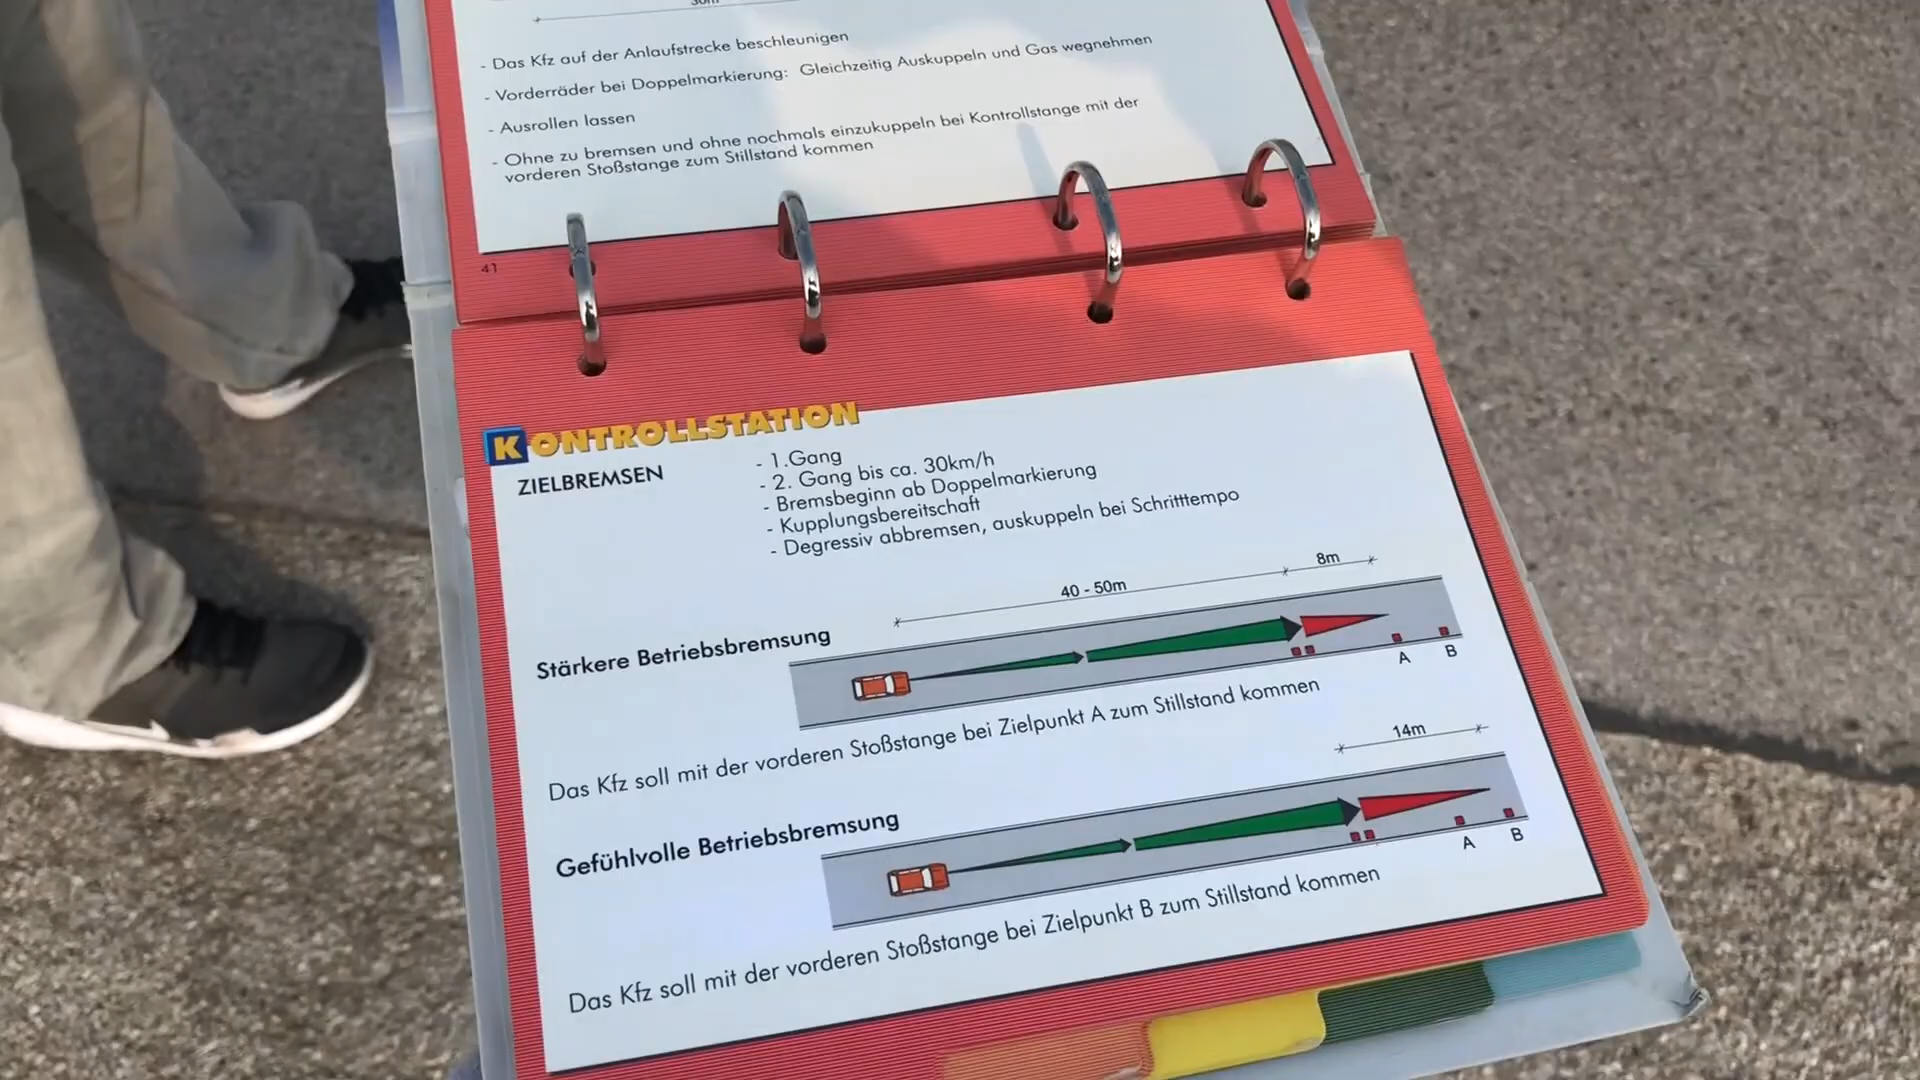 30m
- Das Kfz auf der Anlaufstrecke beschleunigen
- Vorderräder bei Doppelmarkierung: Gleichzeitig Auskuppeln und Gas wegnehmen
- Ausrollen lassen
- Ohne zu bremsen und ohne nochmals einzukuppeln bei Kontrollstange mit der
vorderen Stoßstange zum Stillstand kommen
41
KONTROLLSTATION
ZIELBREMSEN
- 1.Gang
- 2. Gang bis ca. 30km/h
- Bremsbeginn ab Doppelmarkierung
- Kupplungsbereitschaft
- Degressiv abbremsen, auskuppeln bei Schritttempo
40 - 50m
8m
Stärkere Betriebsbremsung
A B
Das Kfz soll mit der vorderen Stoßstange bei Zielpunkt A zum Stillstand kommen
14m
Gefühlvolle Betriebsbremsung
A B
Das Kfz soll mit der vorderen Stoßstange bei Zielpunkt B zum Stillstand kommen